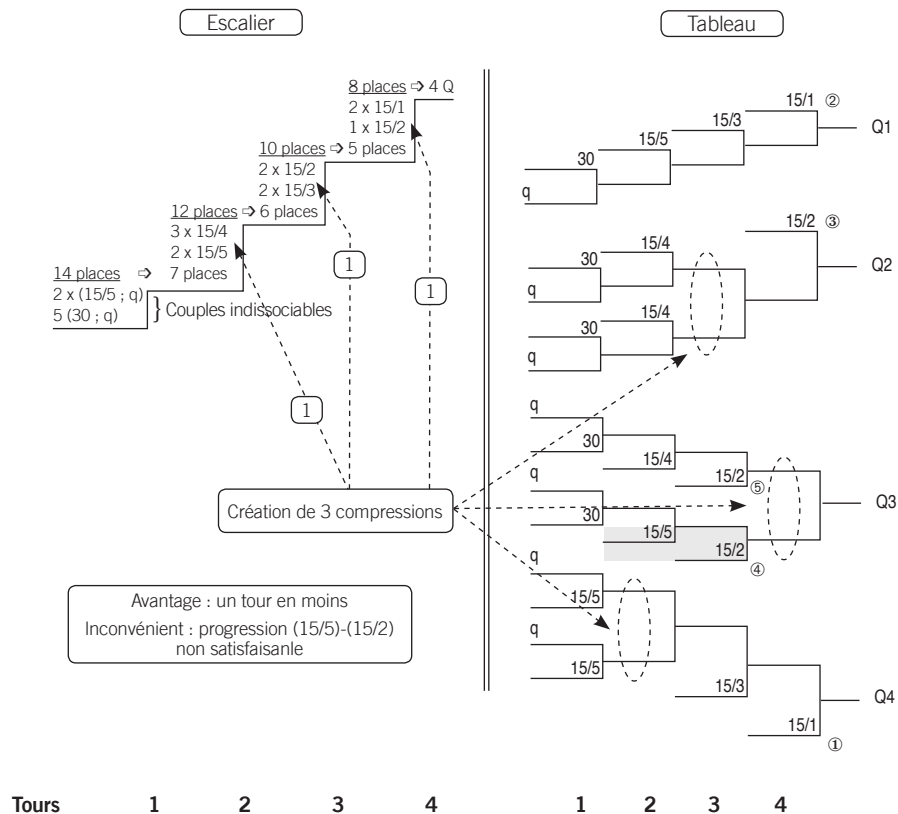 Escalier
Tableau
8 places ➩ 4 Q
2 x 15/1
1 x 15/2
10 places ➩ 5 places
2 x 15/2
2 x 15/3
12 places ➩ 6 places
3 x 15/4
2 x 15/5
14 places ➩ 7 places
2 x (15/5 ; q)
5 (30 ; q)
} Couples indissociables
1
1
1
Création de 3 compressions
Avantage : un tour en moins
Inconvénient : progression (15/5)-(15/2)
non satisfaisanle
15/1 ②
15/3
Q1
15/5
30
q
15/2 ③
15/4
30
Q2
q
15/4
30
q
q
30
15/4
15/2
⑤
q
Q3
30
15/5
15/2
④
q
15/5
q
15/5
15/3
Q4
15/1
①
Tours 1 2 3 4 1 2 3 4